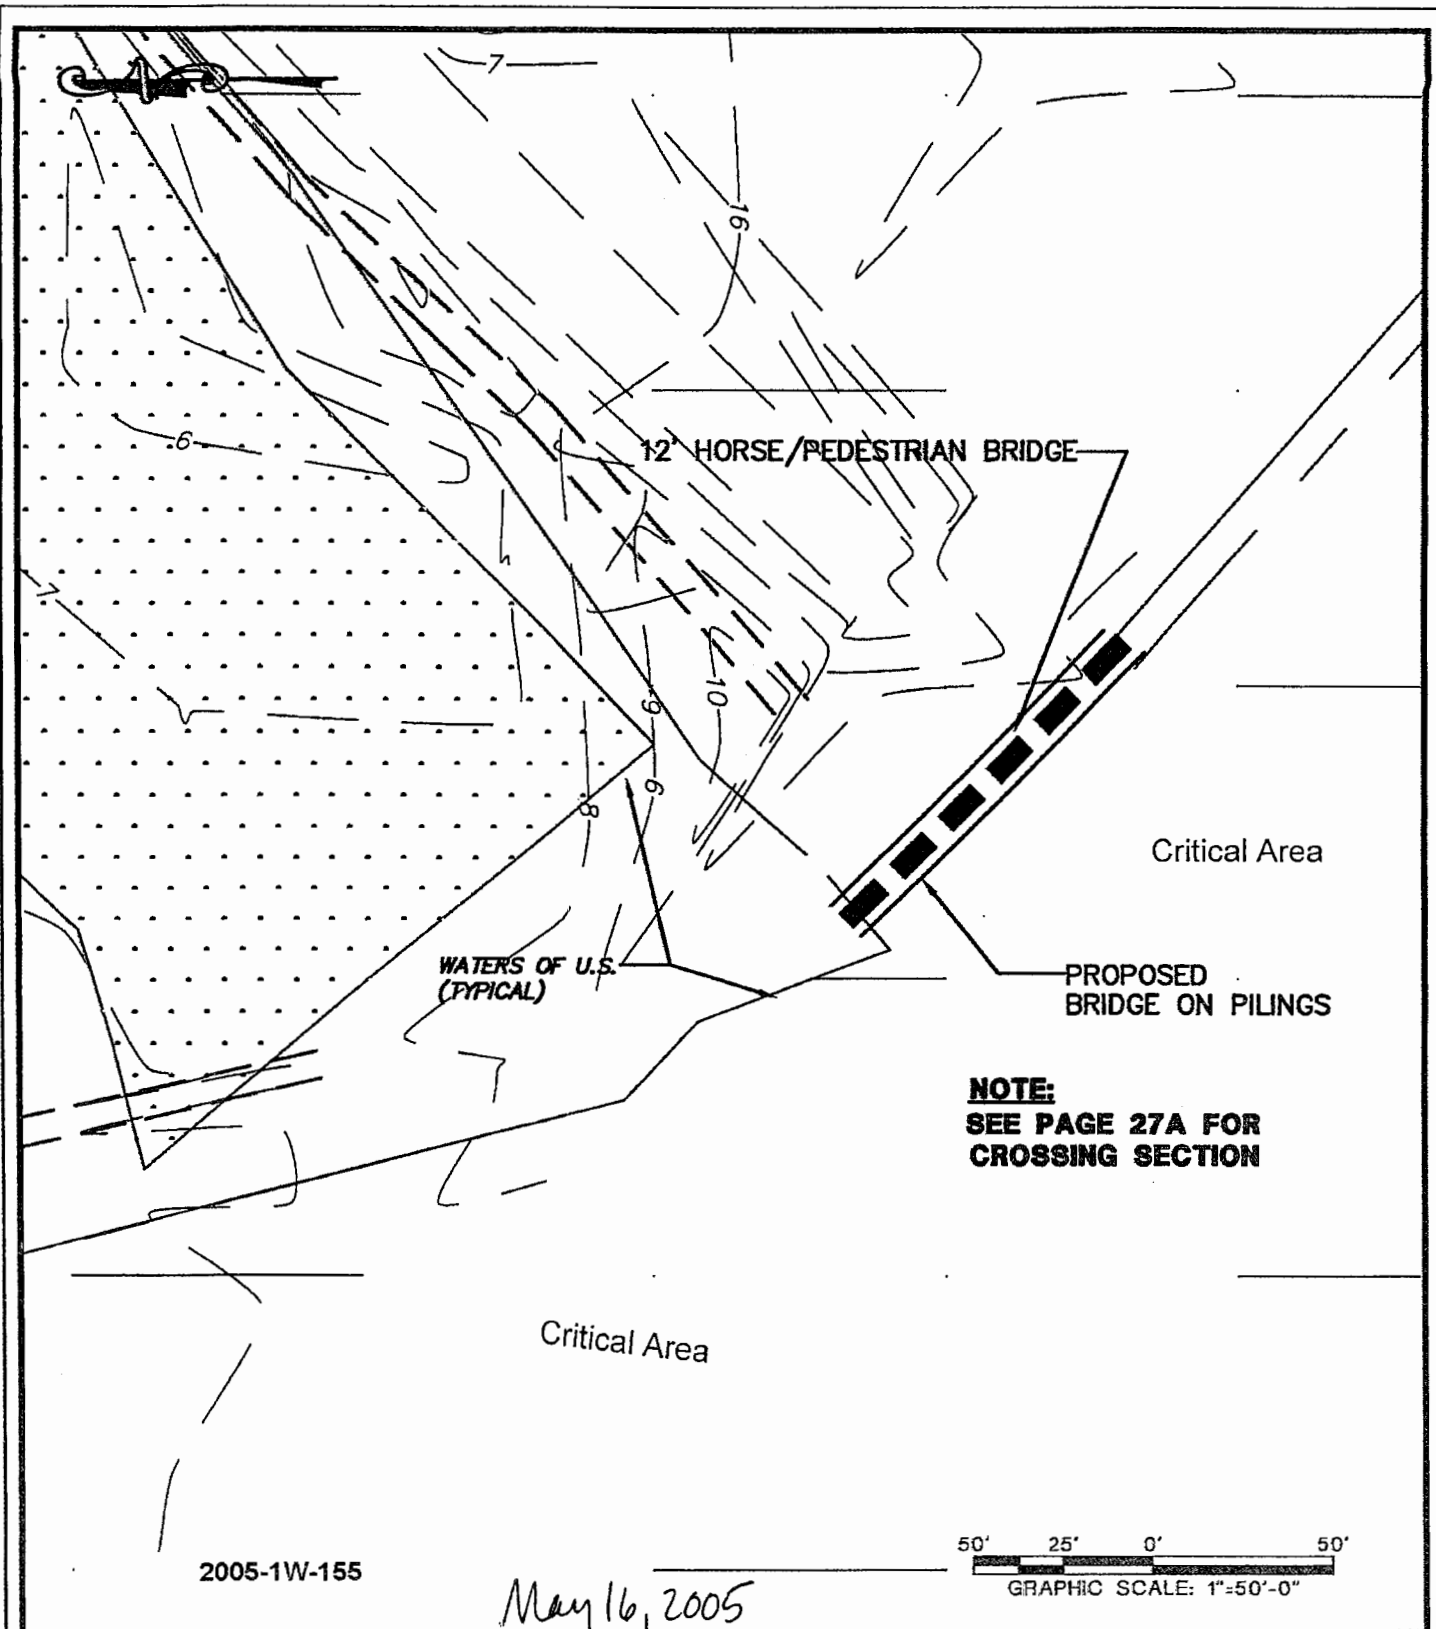 7
16
12' HORSE/PEDESTRIAN BRIDGE
6
7
9
10
6
8
Critical Area
WATERS OF U.S.
(TYPICAL)
PROPOSED
BRIDGE ON PILINGS
NOTE:
SEE PAGE 27A FOR
CROSSING SECTION
Critical Area
50' 25' 0' 50'
GRAPHIC SCALE: 1"=50'-0"
2005-1W-155
May 16, 2005